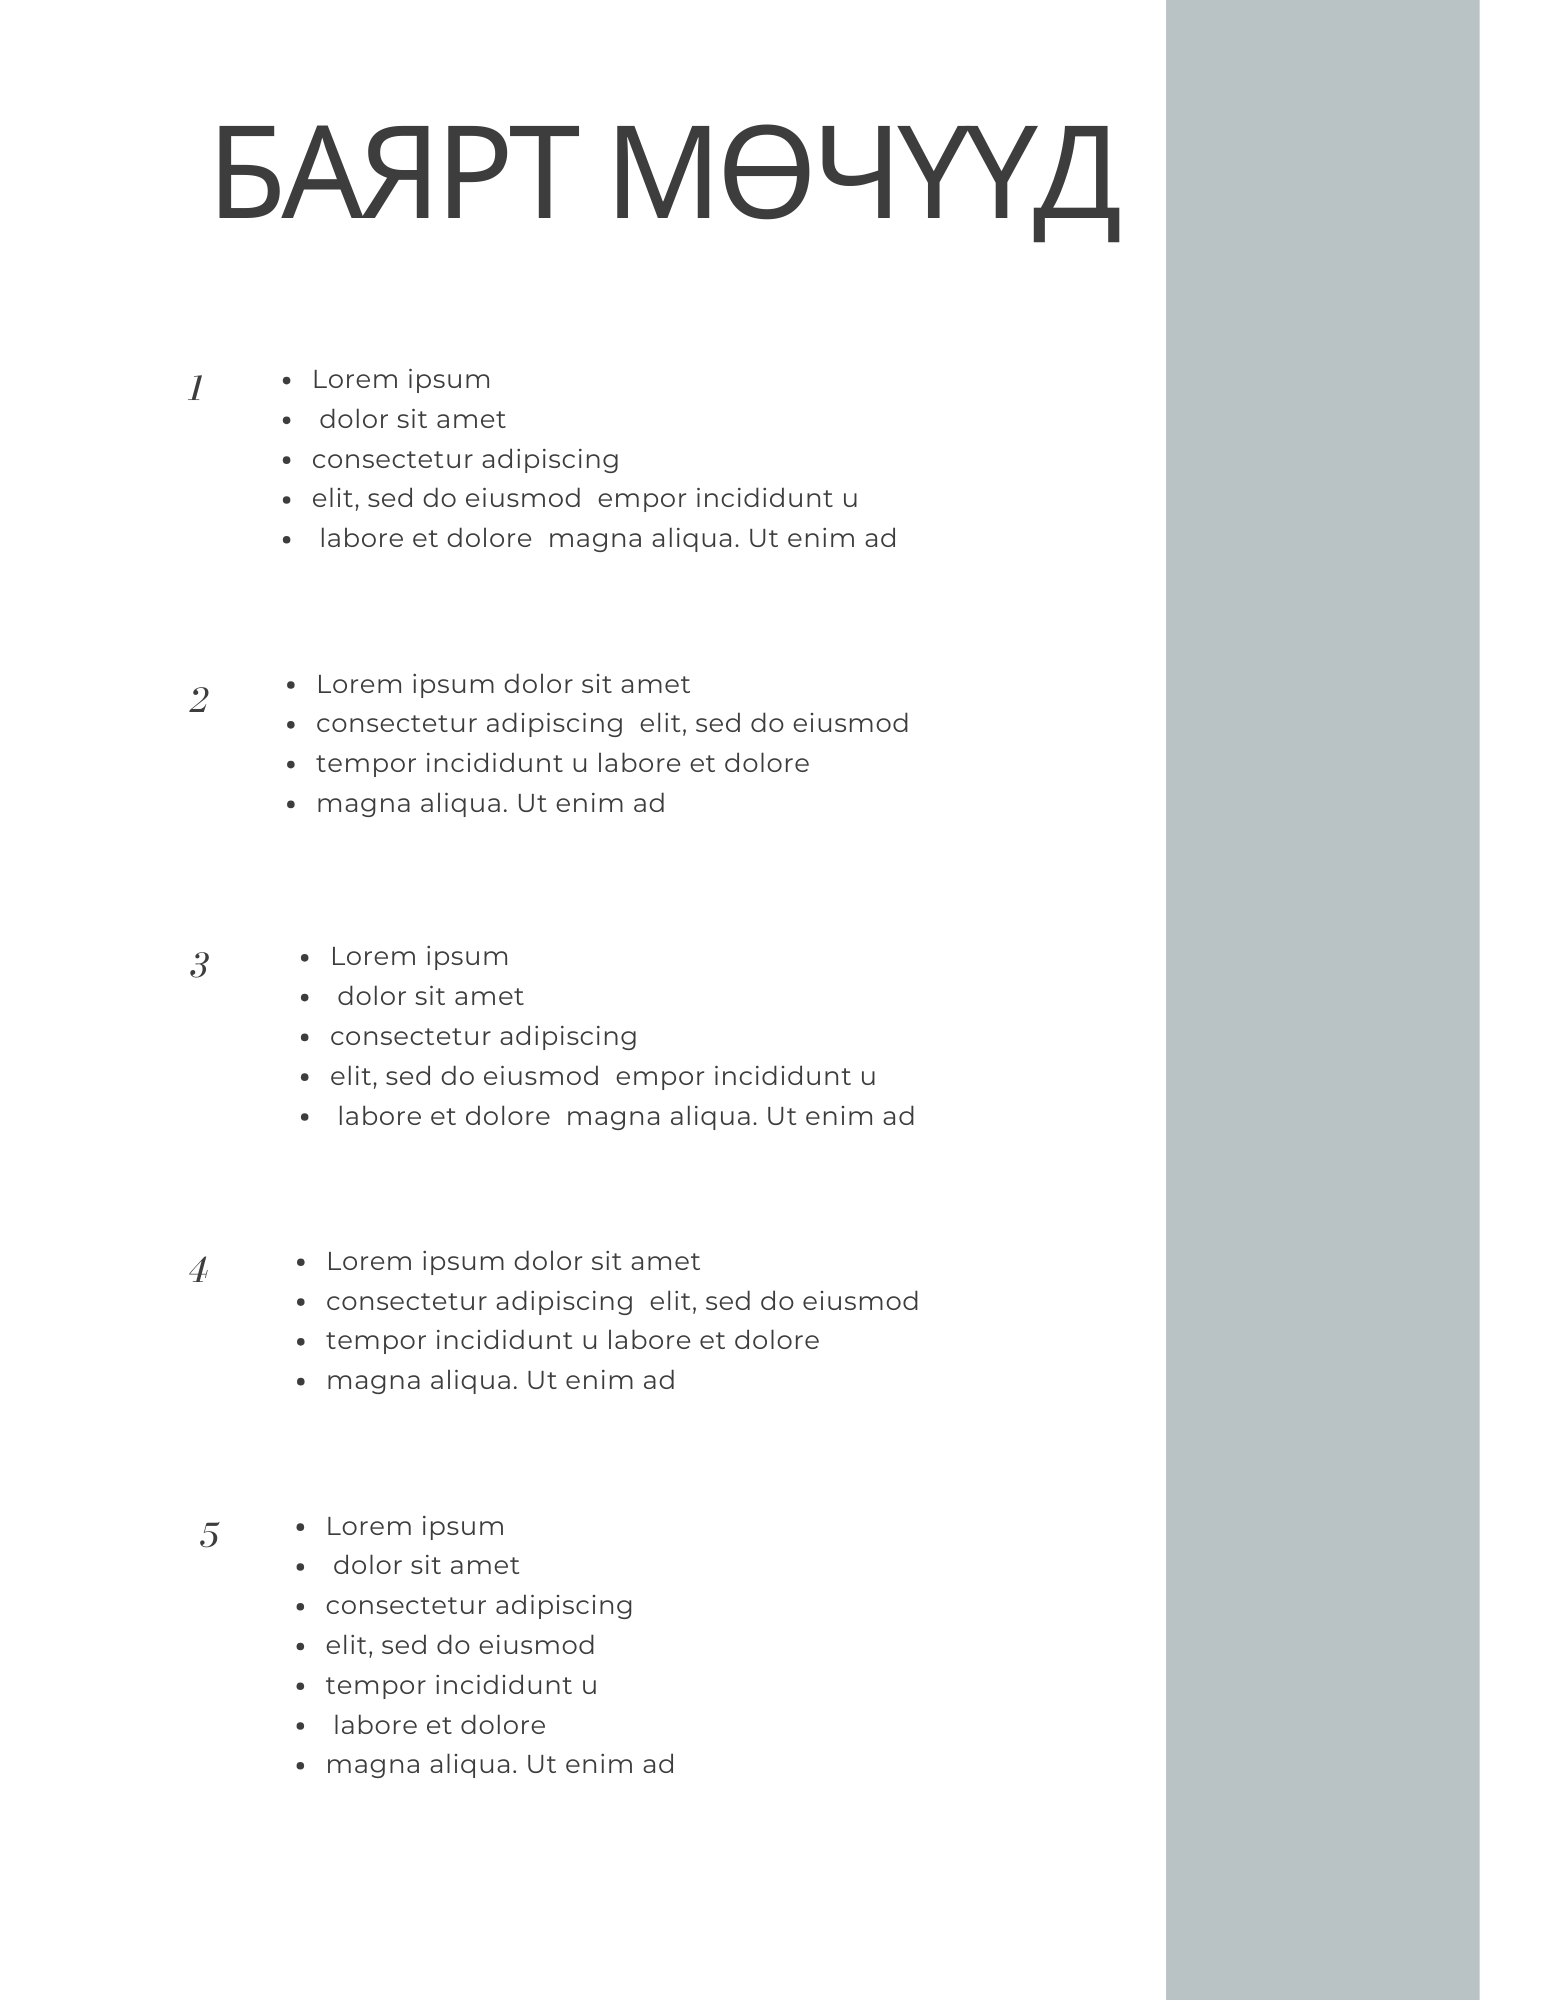 БАЯРТ МӨЧҮҮД
1
• Lorem ipsum
• dolor sit amet
• consectetur adipiscing
• elit, sed do eiusmod  empor incididunt u
• labore et dolore  magna aliqua. Ut enim ad
2
• Lorem ipsum dolor sit amet
• consectetur adipiscing  elit, sed do eiusmod
• tempor incididunt u labore et dolore
• magna aliqua. Ut enim ad
3
• Lorem ipsum
• dolor sit amet
• consectetur adipiscing
• elit, sed do eiusmod  empor incididunt u
• labore et dolore  magna aliqua. Ut enim ad
4
• Lorem ipsum dolor sit amet
• consectetur adipiscing  elit, sed do eiusmod
• tempor incididunt u labore et dolore
• magna aliqua. Ut enim ad
5
• Lorem ipsum
• dolor sit amet
• consectetur adipiscing
• elit, sed do eiusmod
• tempor incididunt u
• labore et dolore
• magna aliqua. Ut enim ad